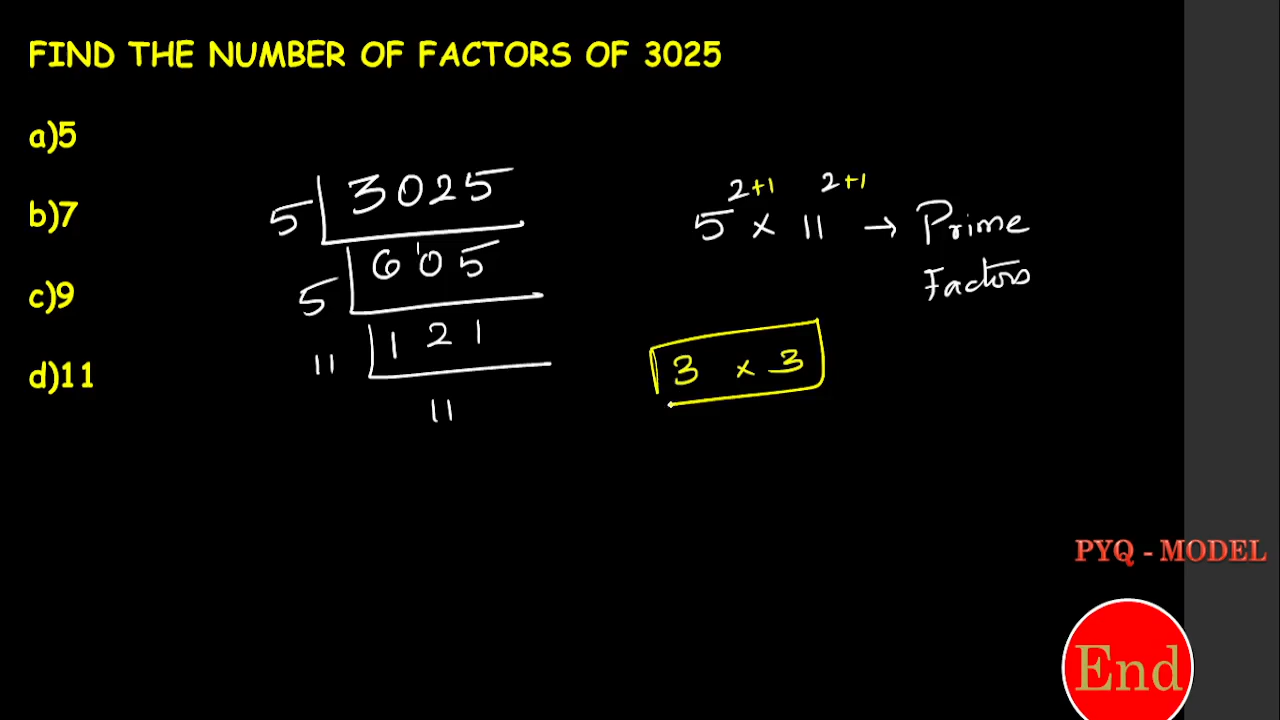 FIND THE NUMBER OF FACTORS OF 3025
a)5
b)7
c)9
d)11
5 3025
5 605
11 121
11
5^2+1 × 11^2+1 → Prime
Factors
3 × 3
PYQ - MODEL
End